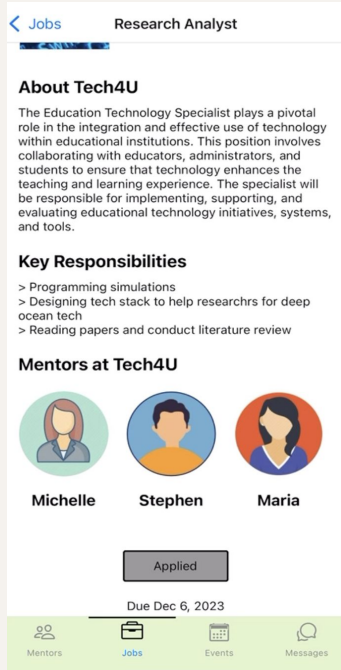 Jobs
Research Analyst
About Tech4U
The Education Technology Specialist plays a pivotal
role in the integration and effective use of technology
within educational institutions. This position involves
collaborating with educators, administrators, and
students to ensure that technology enhances the
teaching and learning experience. The specialist will
be responsible for implementing, supporting, and
evaluating educational technology initiatives, systems,
and tools.
Key Responsibilities
> Programming simulations
> Designing tech stack to help researchrs for deep
ocean tech
> Reading papers and conduct literature review
Mentors at Tech4U
Michelle Stephen Maria
Applied
Due Dec 6, 2023
Mentors Jobs Events Messages